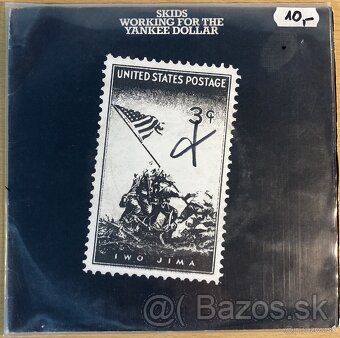 SKIDS
WORKING FOR THE
YANKEE DOLLAR
10,-
UNITED STATES POSTAGE
3¢
IWO JIMA
Bazos.sk